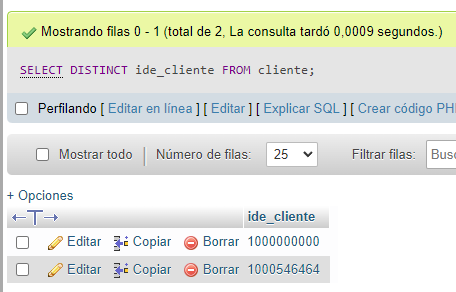 Mostrando filas 0 - 1 (total de 2, La consulta tardó 0,0009 segundos.)
SELECT DISTINCT ide_cliente FROM cliente;
Perfilando [ Editar en línea ] [ Editar ] [ Explicar SQL ] [ Crear código PH
Mostrar todo Número de filas: 25 Filtrar filas: Busc
+ Opciones
ide_cliente
Editar Copiar Borrar 1000000000
Editar Copiar Borrar 1000546464